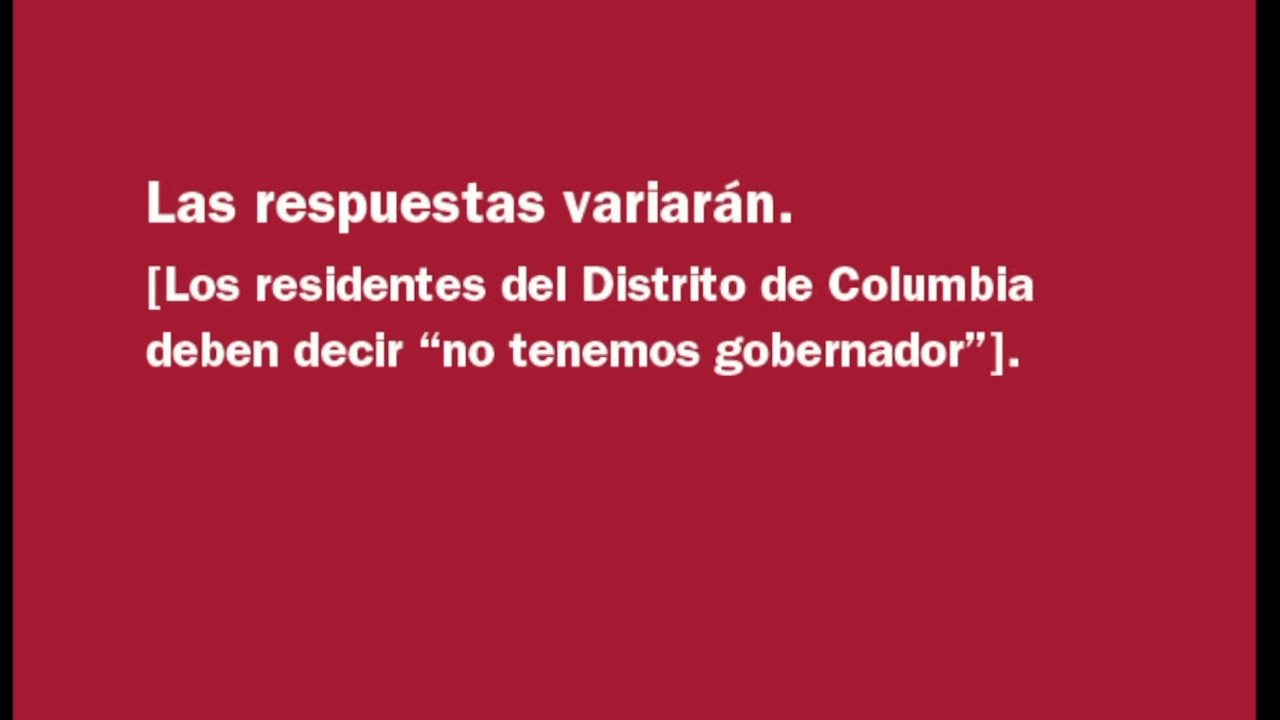 Las respuestas variarán.
[Los residentes del Distrito de Columbia
deben decir “no tenemos gobernador”].